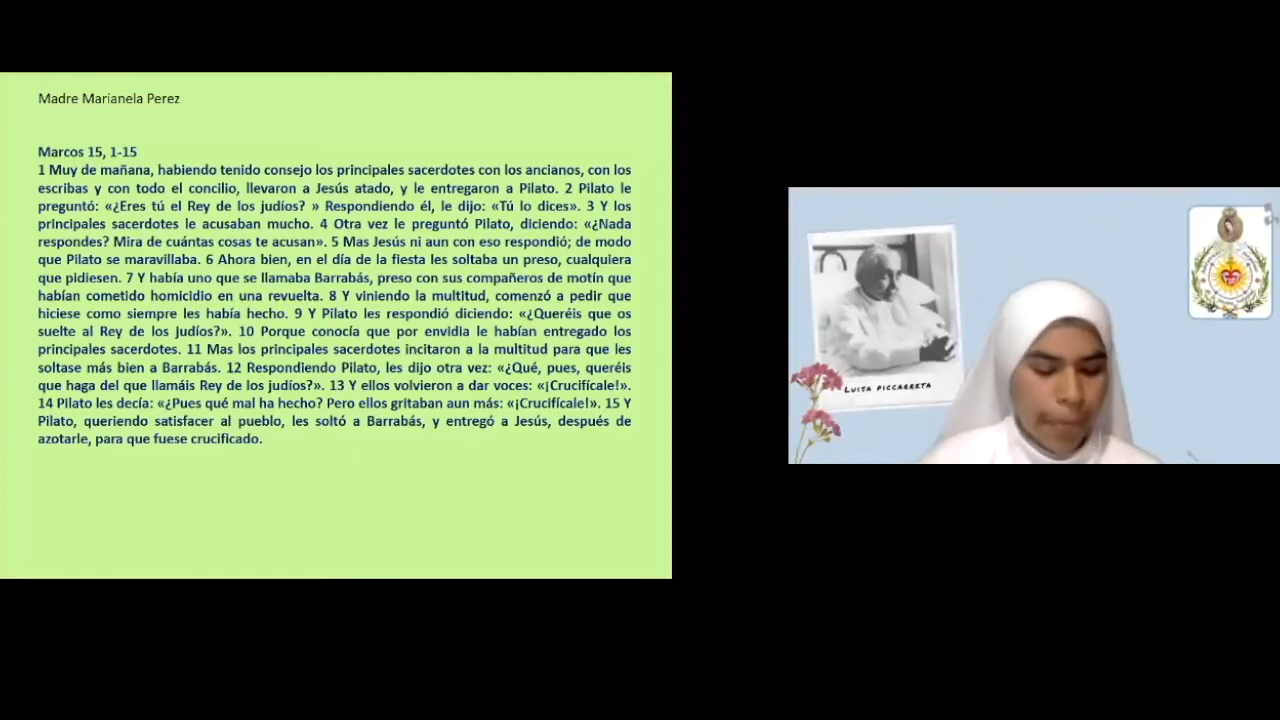 Madre Marianela Perez
Marcos 15, 1-15
1 Muy de mañana, habiendo tenido consejo los principales sacerdotes con los ancianos, con los
escribas y con todo el concilio, llevaron a Jesús atado, y le entregaron a Pilato. 2 Pilato le
preguntó: «¿Eres tú el Rey de los judíos? » Respondiendo él, le dijo: «Tú lo dices». 3 Y los
principales sacerdotes le acusaban mucho. 4 Otra vez le preguntó Pilato, diciendo: «¿Nada
respondes? Mira de cuántas cosas te acusan». 5 Mas Jesús ni aun con eso respondió; de modo
que Pilato se maravillaba. 6 Ahora bien, en el día de la fiesta les soltaba un preso, cualquiera
que pidiesen. 7 Y había uno que se llamaba Barrabás, preso con sus compañeros de motín que
habían cometido homicidio en una revuelta. 8 Y viniendo la multitud, comenzó a pedir que
hiciese como siempre les había hecho. 9 Y Pilato les respondió diciendo: «¿Queréis que os
suelte al Rey de los judíos?». 10 Porque conocía que por envidia le habían entregado los
principales sacerdotes. 11 Mas los principales sacerdotes incitaron a la multitud para que les
soltase más bien a Barrabás. 12 Respondiendo Pilato, les dijo otra vez: «¿Qué, pues, queréis
que haga del que llamáis Rey de los judíos?». 13 Y ellos volvieron a dar voces: «¡Crucifícale!».
14 Pilato les decía: «¿Pues qué mal ha hecho? Pero ellos gritaban aun más: «¡Crucifícale!». 15 Y
Pilato, queriendo satisfacer al pueblo, les soltó a Barrabás, y entregó a Jesús, después de
azotarle, para que fuese crucificado.
LUISA PICCARRETA